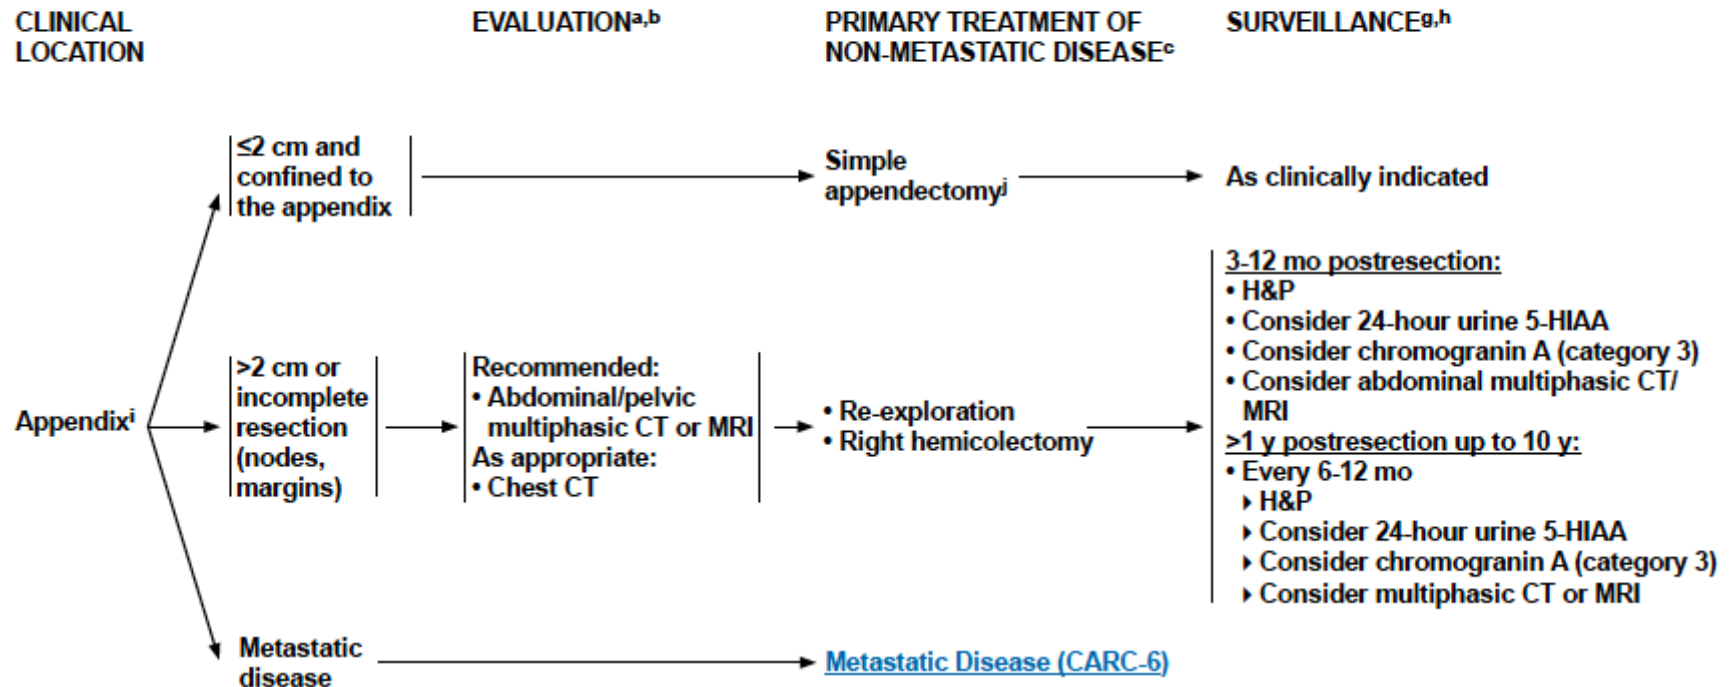 CLINICAL
LOCATION
EVALUATIONa,b
PRIMARY TREATMENT OF
NON-METASTATIC DISEASEc
SURVEILLANCEg,h
≤2 cm and
confined to
the appendix
Simple
appendectomyj
As clinically indicated
Appendixi
>2 cm or
incomplete
resection
(nodes,
margins)
Recommended:
• Abdominal/pelvic
multiphasic CT or MRI
As appropriate:
• Chest CT
• Re-exploration
• Right hemicolectomy
3-12 mo postresection:
• H&P
• Consider 24-hour urine 5-HIAA
• Consider chromogranin A (category 3)
• Consider abdominal multiphasic CT/
MRI
>1 y postresection up to 10 y:
• Every 6-12 mo
▸ H&P
▸ Consider 24-hour urine 5-HIAA
▸ Consider chromogranin A (category 3)
▸ Consider multiphasic CT or MRI
Metastatic
disease
Metastatic Disease (CARC-6)